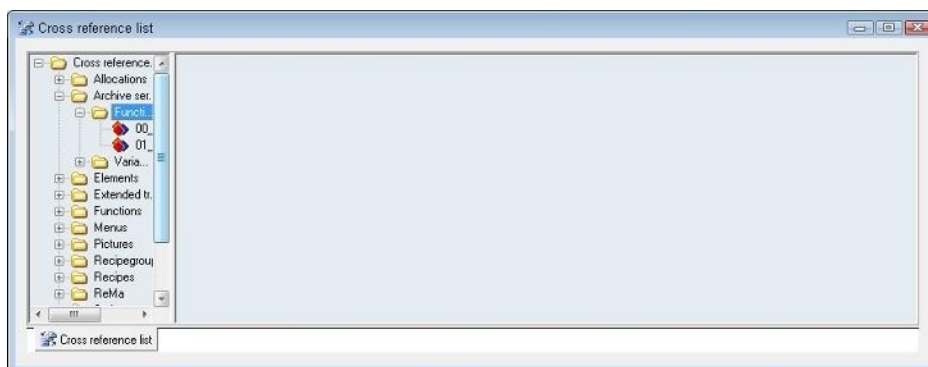 Cross reference list
Cross reference.
Allocations
Archive ser.
Functi...
00_
01_
Varia...
Elements
Extended tr.
Functions
Menus
Pictures
Recipegrou
Recipes
ReMa
Cross reference list